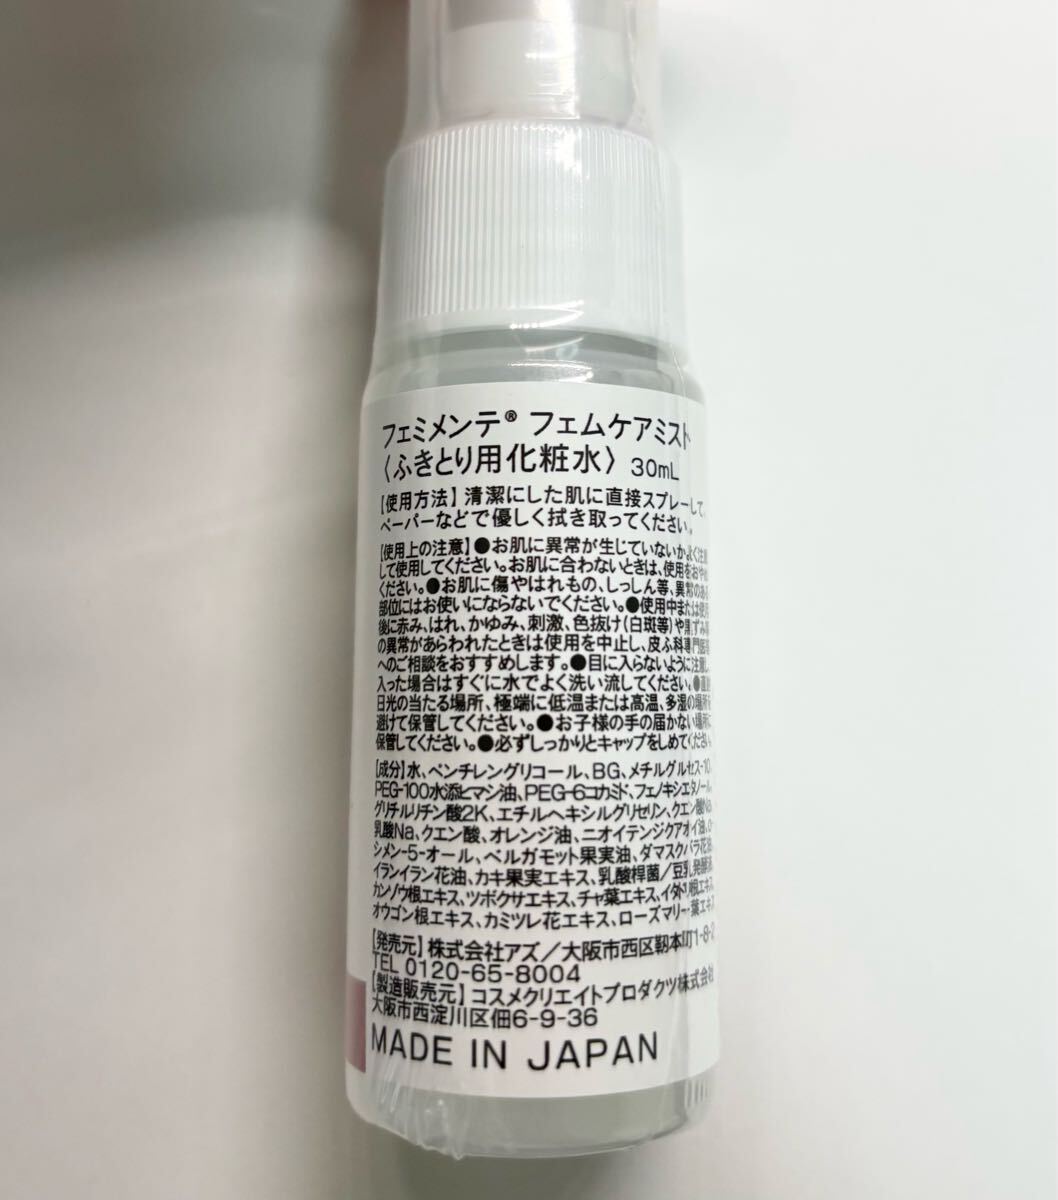 フェミメンテ® フェムケアミスト
〈ふきとり用化粧水〉 30mL
【使用方法】清潔にした肌に直接スプレーして、
ペーパーなどで優しく拭き取ってください。
【使用上の注意】●お肌に異常が生じていないかよく注
して使用してください。お肌に合わないときは、使用をおやめ
ください。●お肌に傷やはれもの、しっしん等、異常のある
部位にはお使いにならないでください。●使用中または使用
後に赤み、はれ、かゆみ、刺激、色抜け(白斑等)や黒ずみ等
の異常があらわれたときは使用を中止し、皮ふ科専門医等
へのご相談をおすすめします。●目に入らないように注意し、
入った場合はすぐに水でよく洗い流してください。●直射
日光の当たる場所、極端に低温または高温、多湿の場所を
避けて保管してください。●お子様の手の届かない場所に
保管してください。●必ずしっかりとキャップをしめてください。
【成分】水、ペンチレングリコール、BG、メチルグルセス-10、
PEG-100水添ヒマシ油、PEG-6コカミド、フェノキシエタノール、
グリチルリチン酸2K、エチルヘキシルグリセリン、クエン酸Na、
乳酸Na、クエン酸、オレンジ油、ニオイテンジクアオイ油、o-
シメン-5-オール、ベルガモット果実油、ダマスクバラ花油、
イランイラン花油、カキ果実エキス、乳酸桿菌/豆乳発酵液、
カンゾウ根エキス、ツボクサエキス、チャ葉エキス、イタドリ根エキス、
オウゴン根エキス、カミツレ花エキス、ローズマリー葉エキス
【発売元】株式会社アズ/大阪市西区靱本町1-8-2
TEL 0120-65-8004
【製造販売元】コスメクリエイトプロダクツ株式会社
大阪市西淀川区佃6-9-36
MADE IN JAPAN